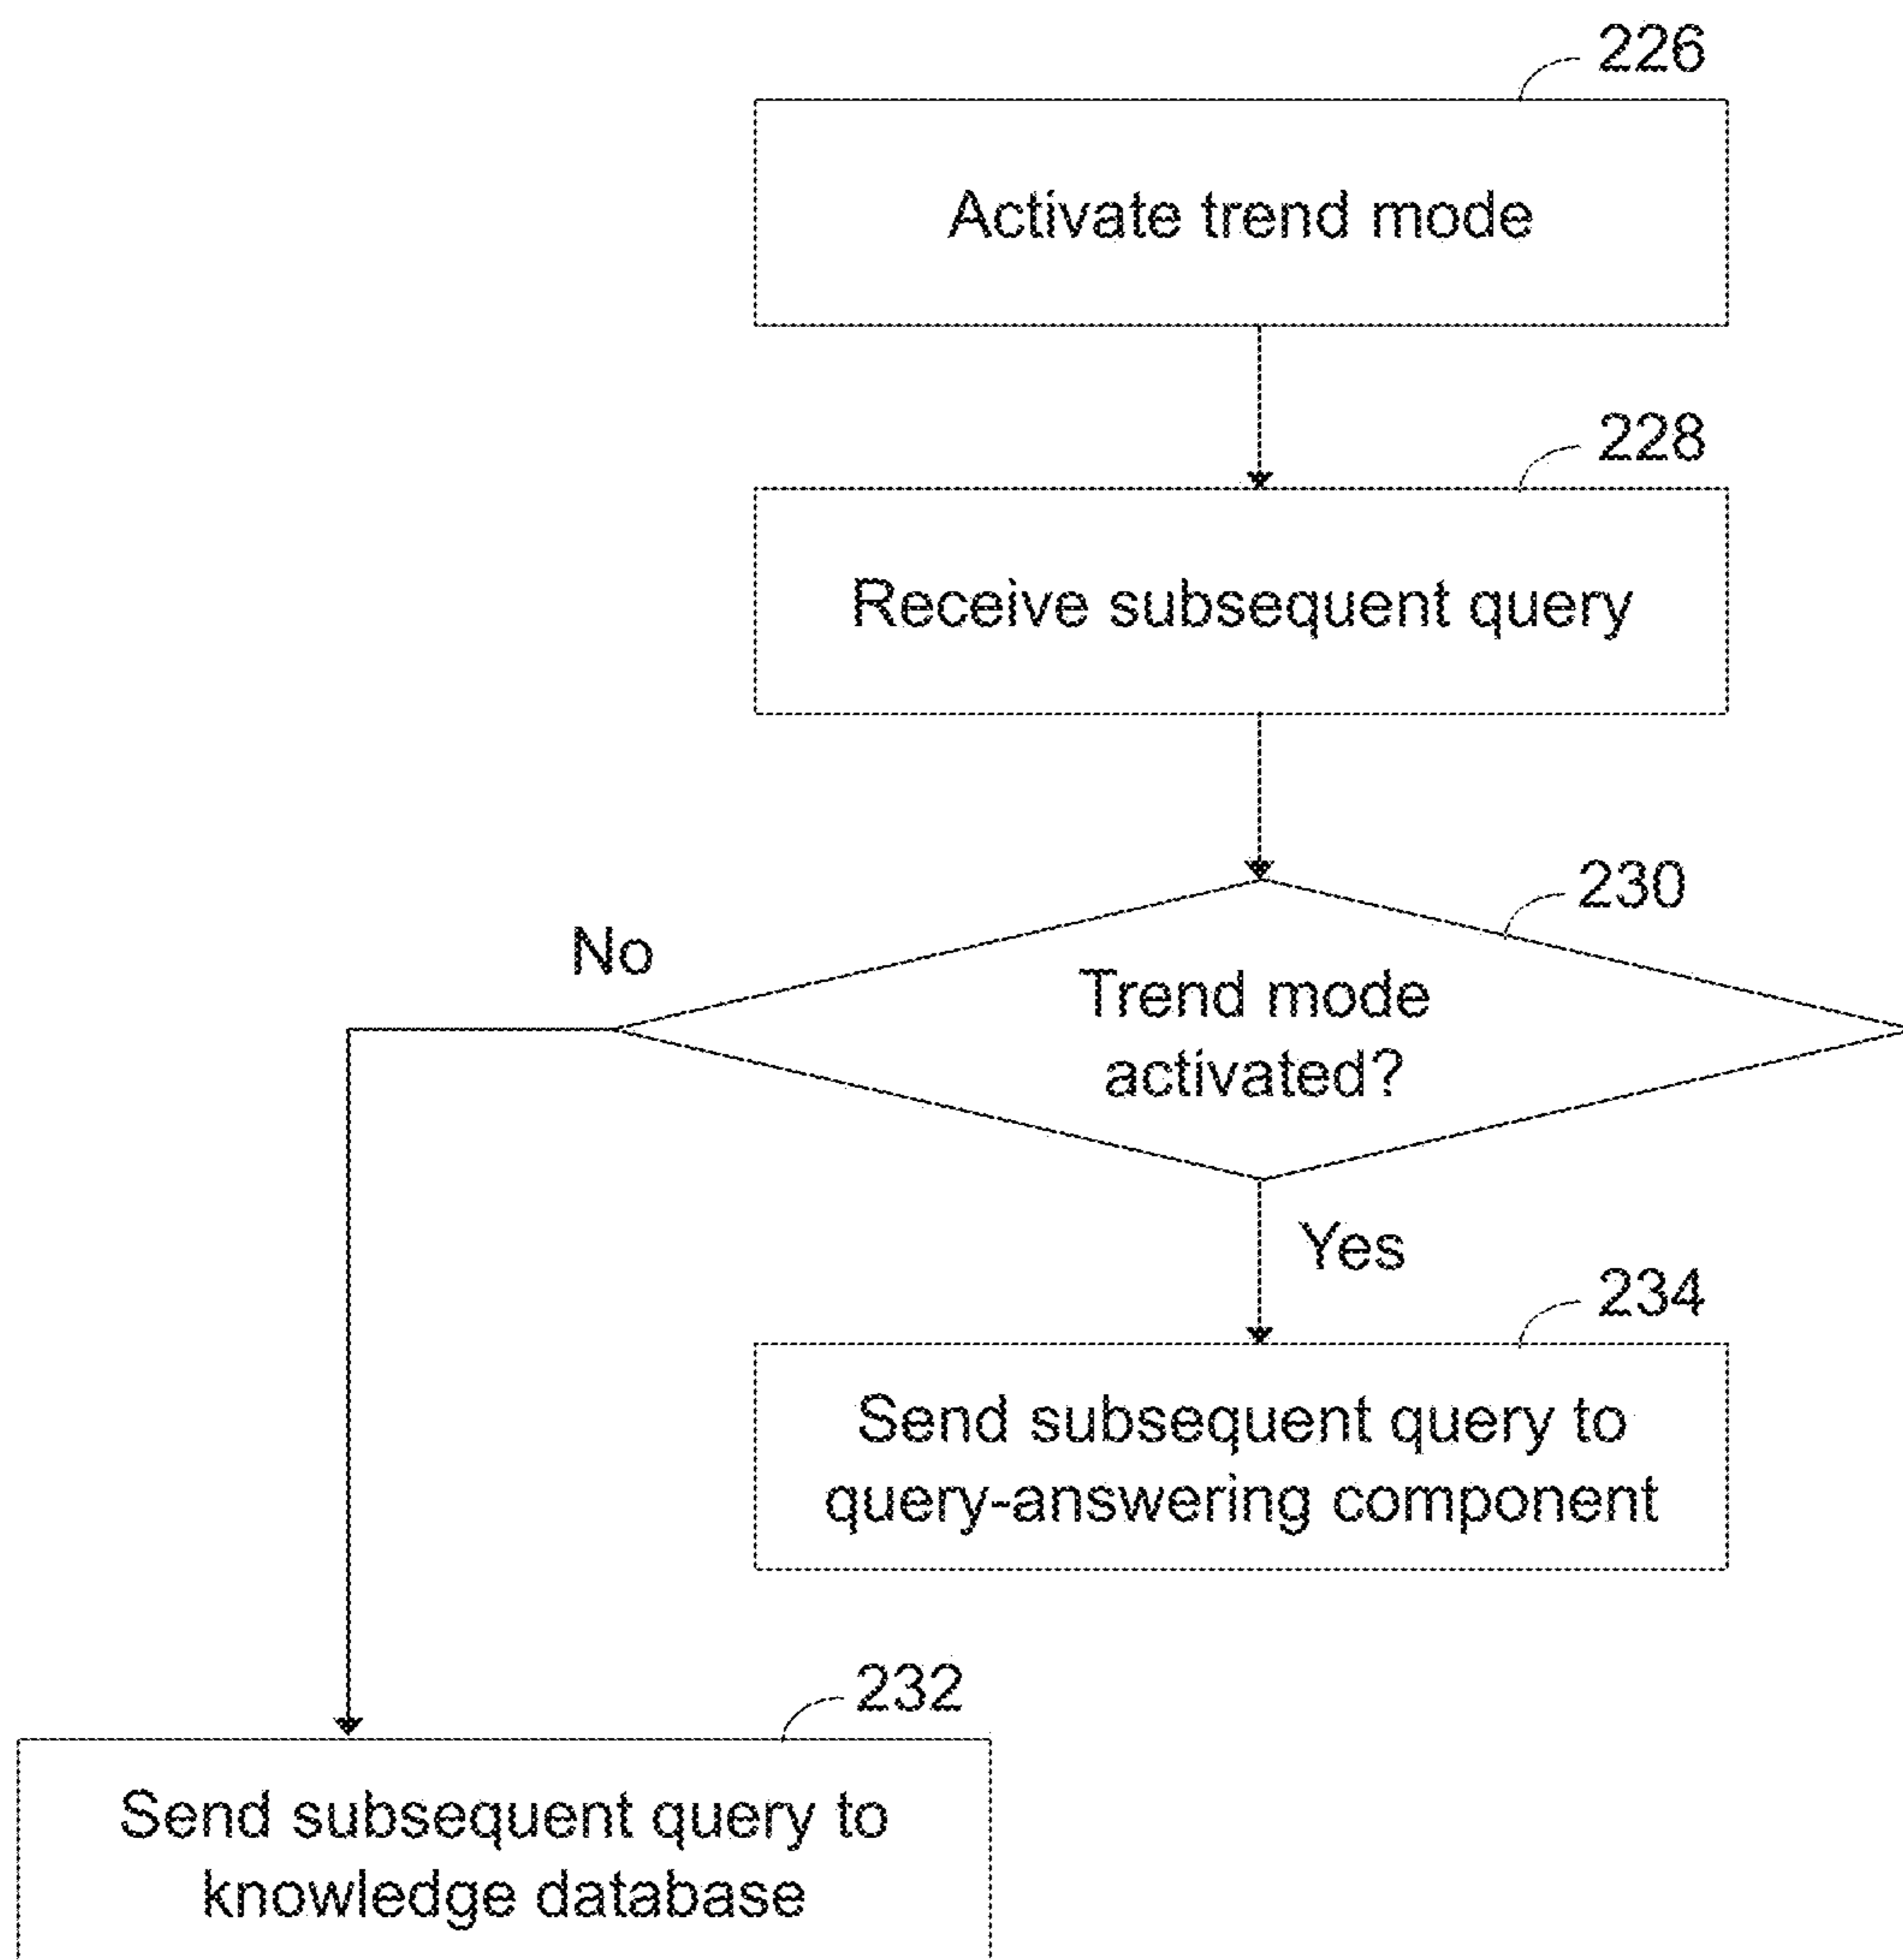 226
Activate trend mode
228
Receive subsequent query
230
No
Trend mode
activated?
Yes
234
Send subsequent query to
query-answering component
232
Send subsequent query to
knowledge database